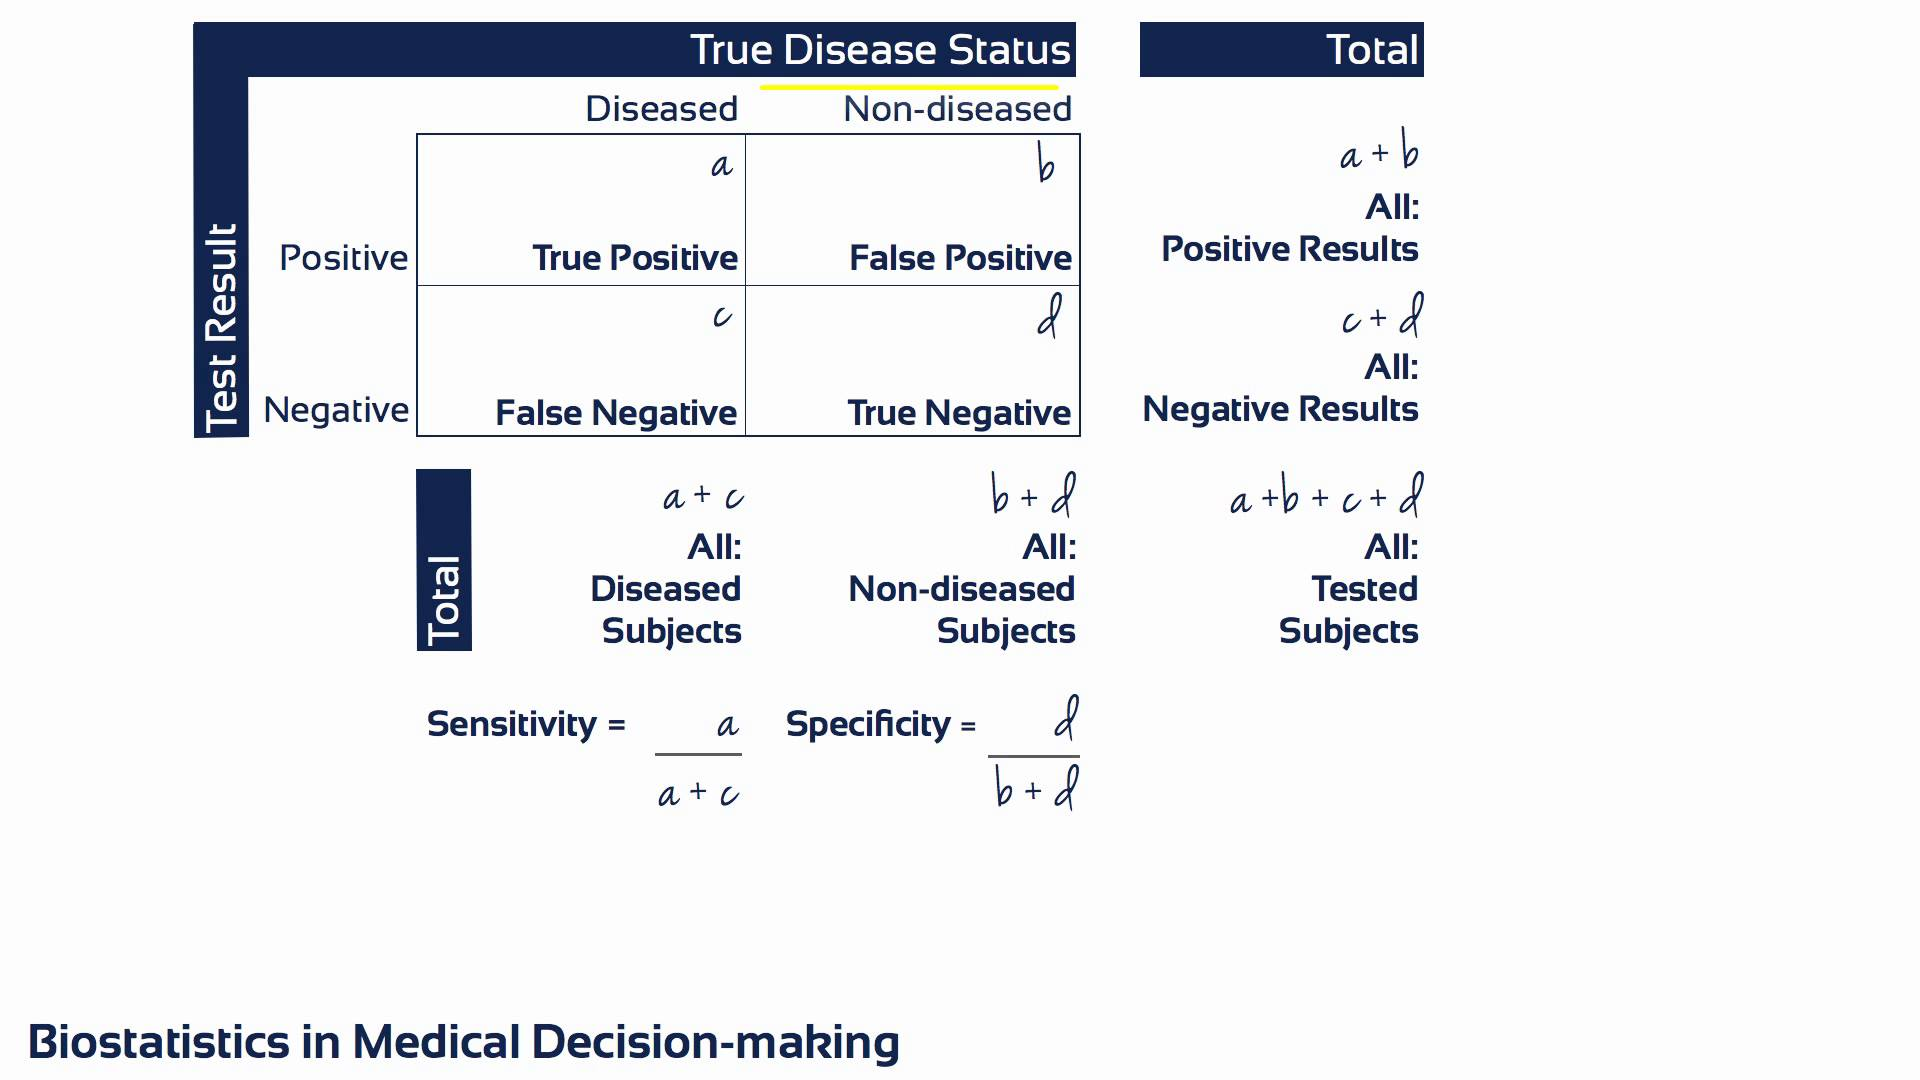 True Disease Status
Total
Diseased
Non-diseased
Test Result
a
b
a + b
All:
Positive
True Positive
False Positive
Positive Results
c
d
c + d
All:
Negative
False Negative
True Negative
Negative Results
Total
a + c
b + d
a +b + c + d
All:
All:
All:
Diseased
Non-diseased
Tested
Subjects
Subjects
Subjects
Sensitivity = a
a + c
Specificity = d
b + d
Biostatistics in Medical Decision-making